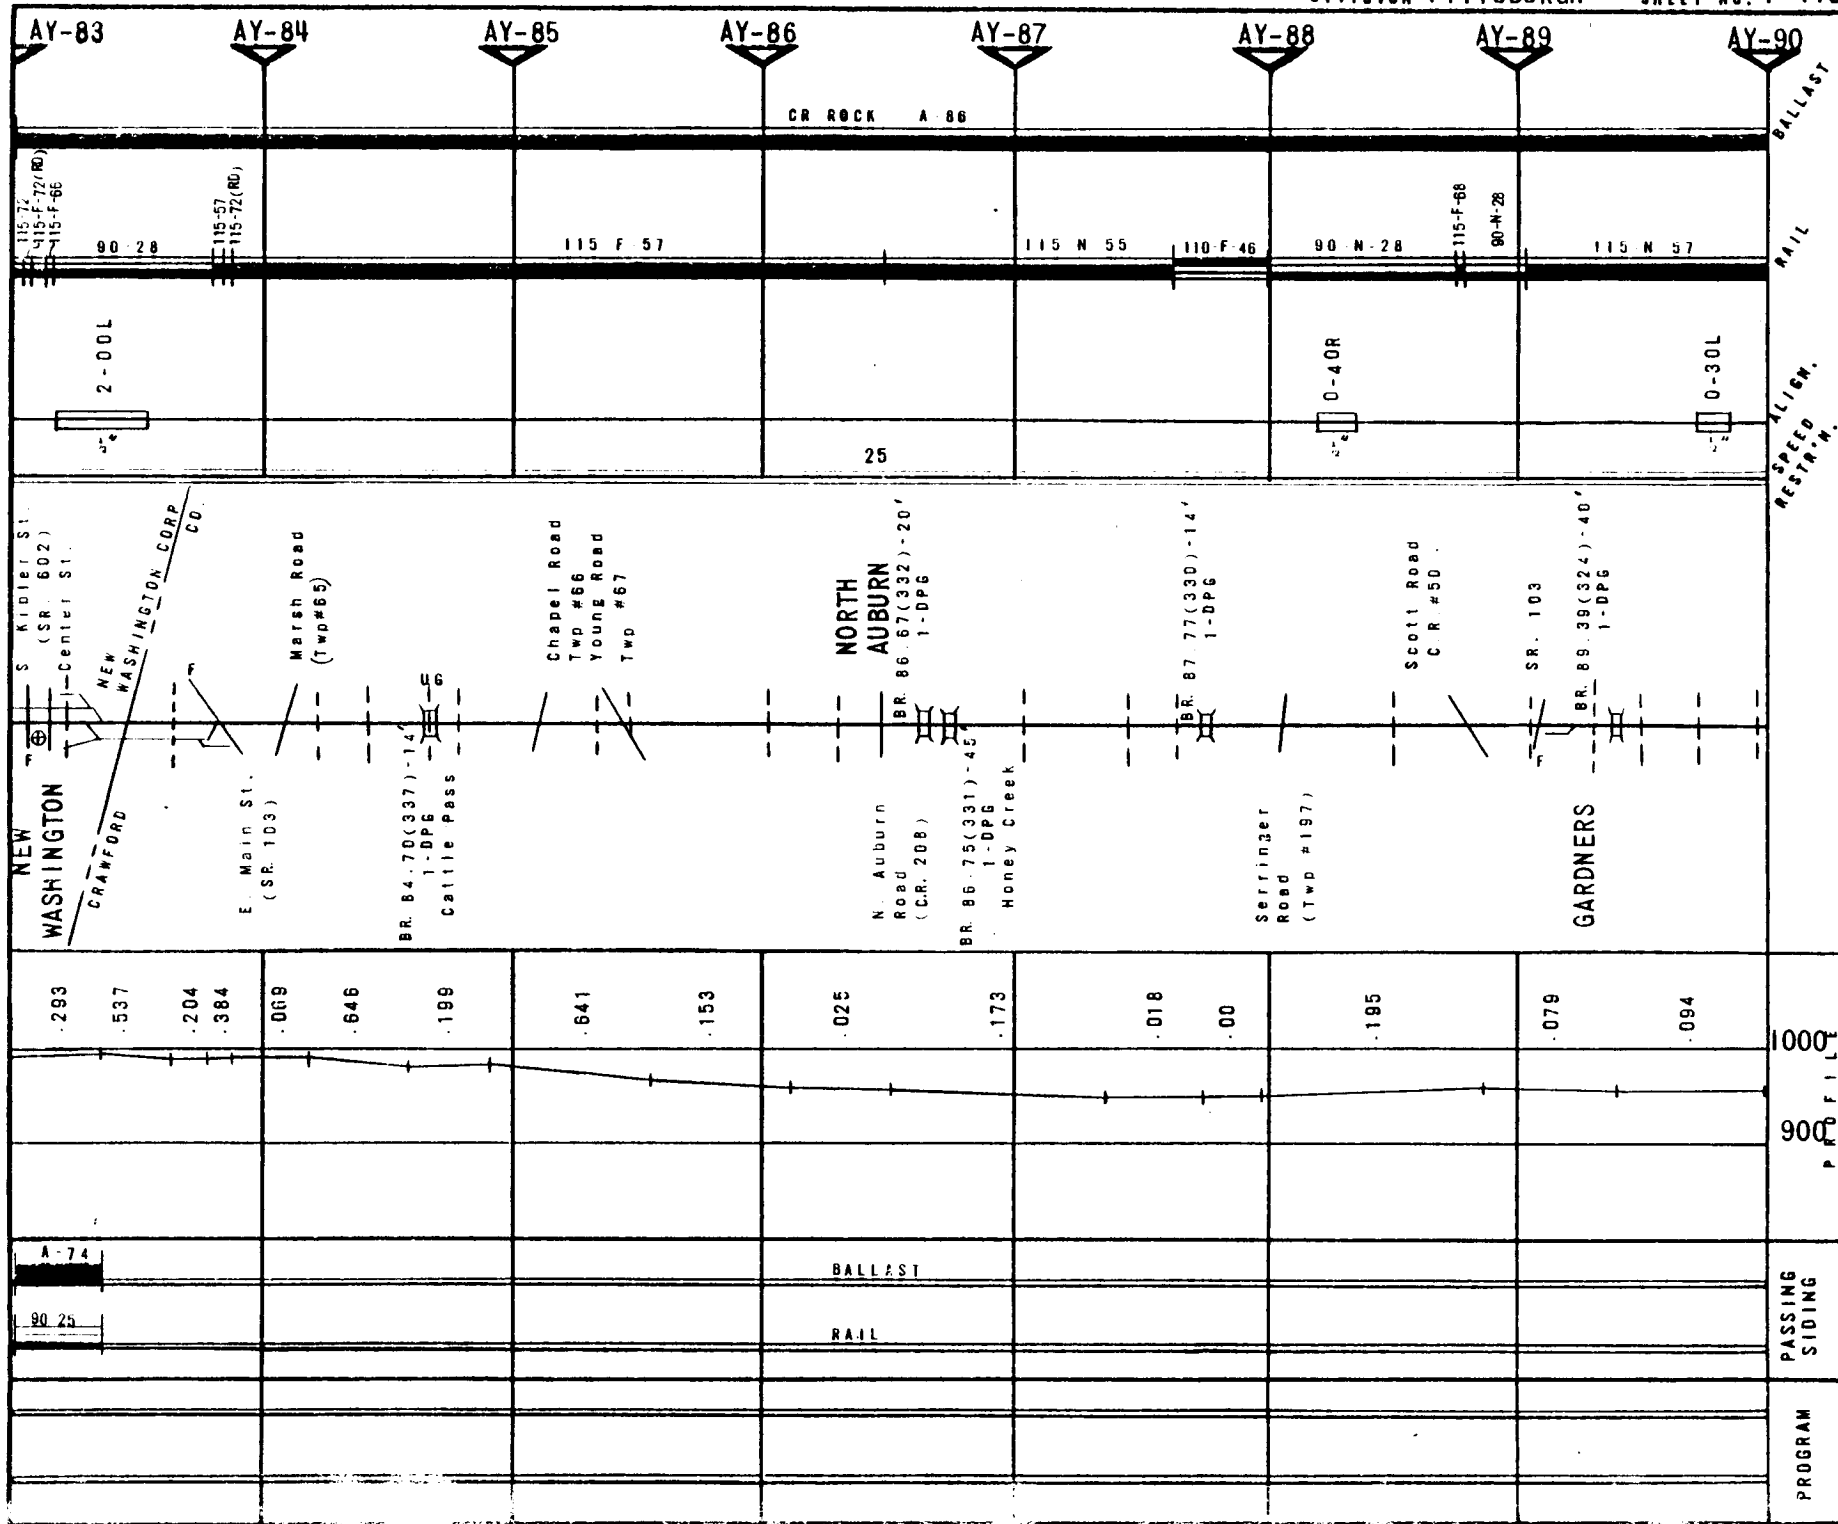 AY-83 AY-84 AY-85 AY-86 AY-87 AY-88 AY-89 AY-90
CR ROCK A-86
BALLAST
115-72
115-F-72(RD)
115-F-66
90-28
115-57
115-72(RD)
115 F 57
115 N 55
110-F-46
90-N-28
115-F-68
90-N-28
115 N 57
RAIL
2-00L
0-40R
0-30L
ALIGN.
25
SPEED
RESTR'N.
S Kibler St.
(SR. 602)
Center St.
NEW
WASHINGTON CORP
CO.
F
Marsh Road
(Twp#65)
UG
Chapel Road
Twp #66
Young Road
Twp #67
NORTH
AUBURN
BR. 86.67(332)-20'
1-DPG
BR. 87.77(330)-14'
1-DPG
Scott Road
C.R. #50.
SR. 103
BR. 89.39(324)-40'
1-DPG
F
NEW
WASHINGTON
CRAWFORD
E. Main St.
(SR. 103)
BR. 84.70(337)-14'
1-DPG
Cattle Pass
N. Auburn
Road
(C.R. 208)
BR. 86.75(331)-45'
1-DPG
Honey Creek
Road
(Twp #197)
GARDNERS
.293 .537 .204 .384 .069 .646 .199 .641 .153 .025 .173 .018 .00 .195 .079 .094
1000
900
PROFILE
A-74
BALLAST
90 25
RAIL
PASSING
SIDING
PROGRAM